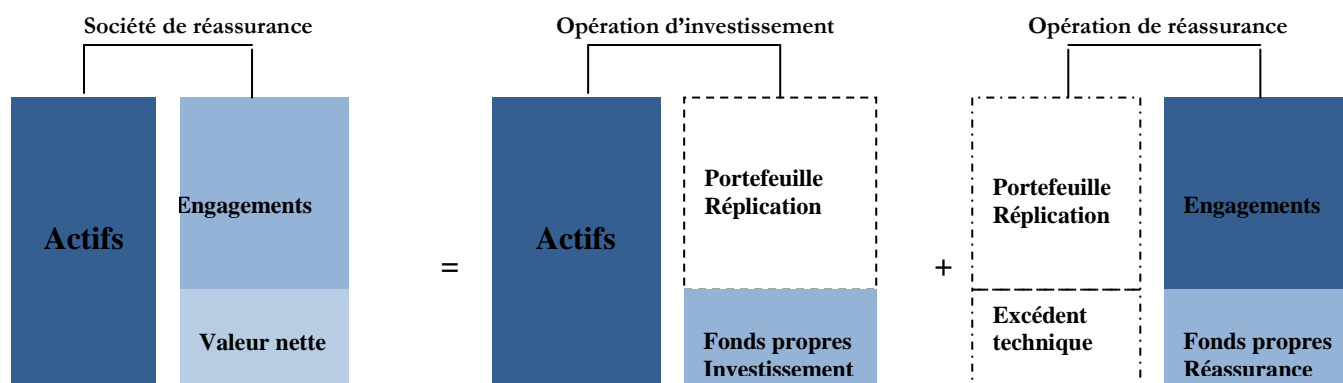 Société de réassurance
Opération d'investissement
Opération de réassurance
Actifs
Engagements
Valeur nette
=
Actifs
Portefeuille
Réplication
Fonds propres
Investissement
+
Portefeuille
Réplication
Excédent
technique
Engagements
Fonds propres
Réassurance